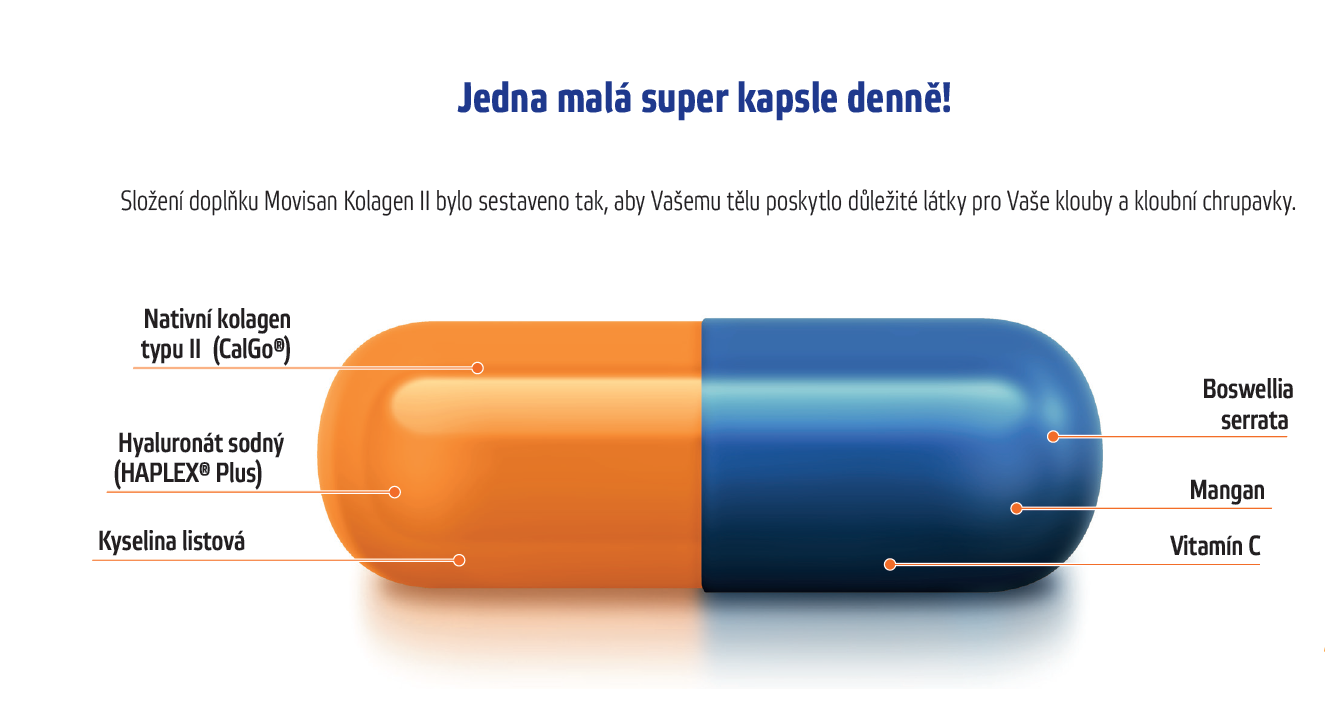 Jedna malá super kapsle denně!
Složení doplňku Movisan Kolagen II bylo sestaveno tak, aby Vašemu tělu poskytlo důležité látky pro Vaše klouby a kloubní chrupavky.
Nativní kolagen
typu II (CalGo®)
Hyaluronát sodný
(HAPLEX® Plus)
Kyselina listová
Boswellia
serrata
Mangan
Vitamín C